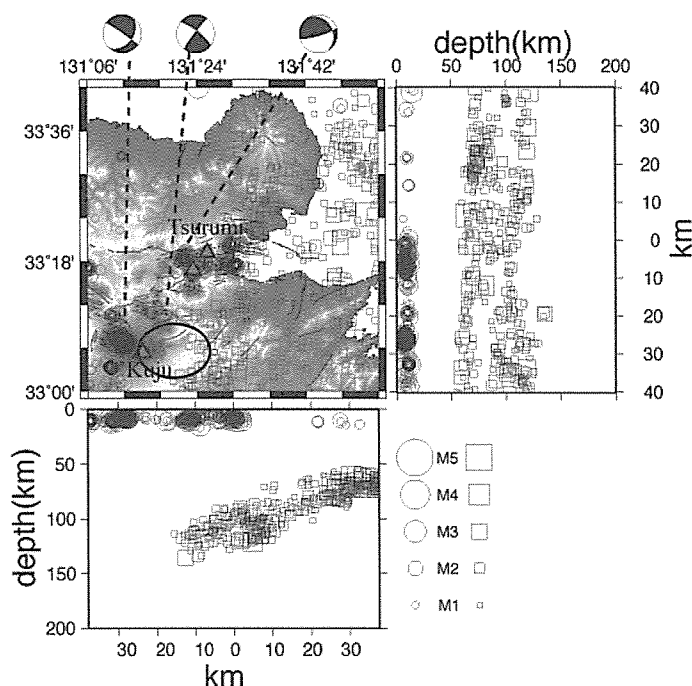 131°06' 131°24' 131°42'
depth(km)
0 50 100 150 200
33°36'
33°18'
33°00'
Tsurumi
Kuju
40
30
20
10
0
10
20
30
40
km
0
50
100
150
200
depth(km)
30 20 10 0 10 20 30
km
M5
M4
M3
M2
M1